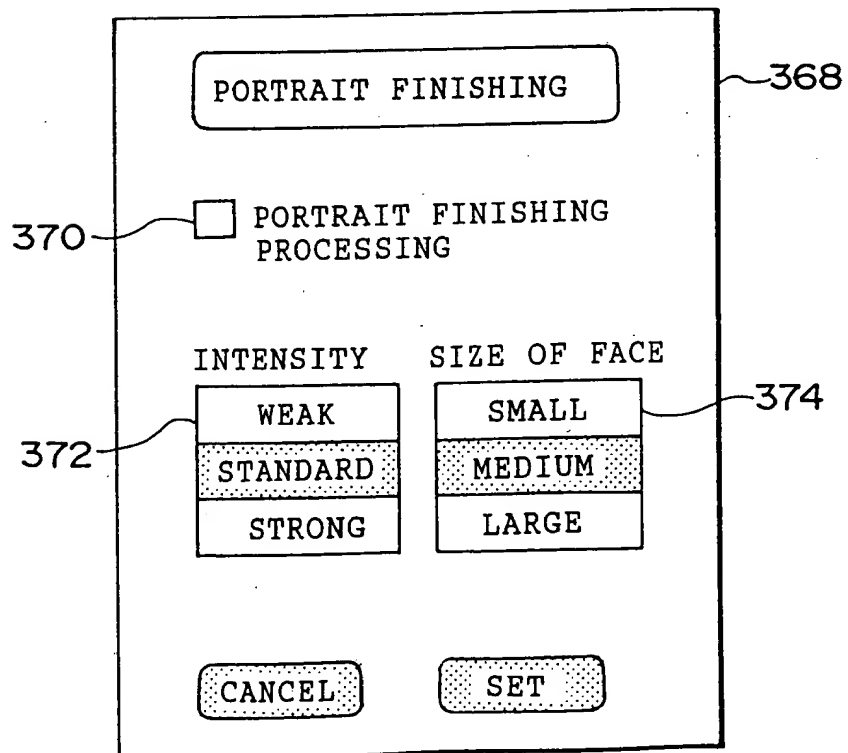 PORTRAIT FINISHING
368
370
PORTRAIT FINISHING
PROCESSING
INTENSITY
SIZE OF FACE
WEAK
SMALL
374
372
STANDARD
MEDIUM
STRONG
LARGE
CANCEL
SET